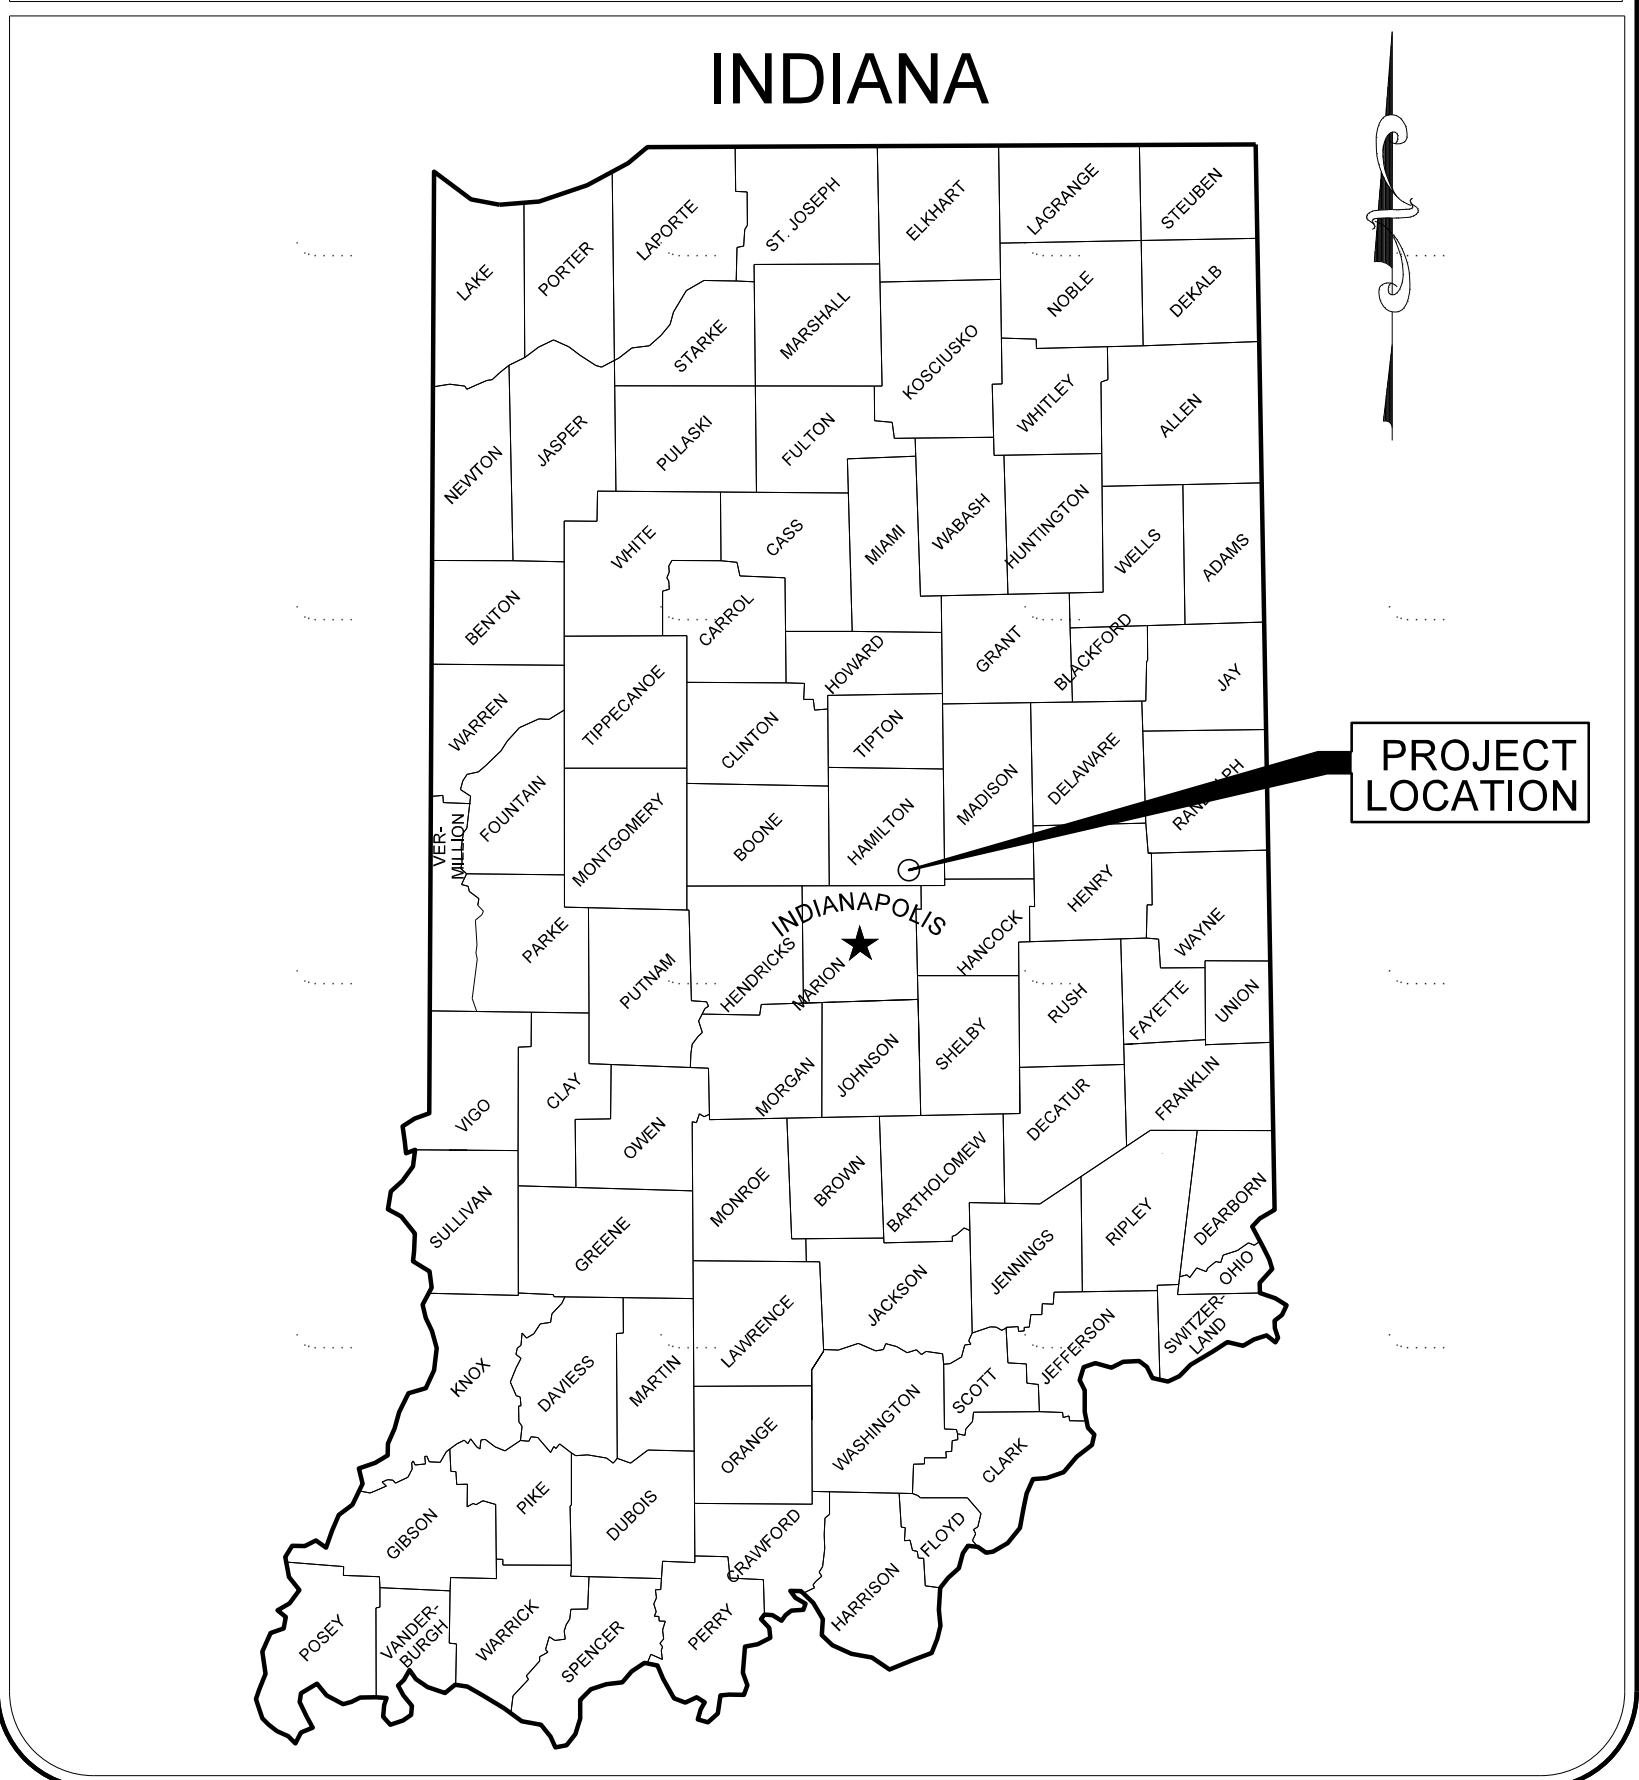 INDIANA
LAKE
PORTER
LAPORTE
ST. JOSEPH
ELKHART
LAGRANGE
STEUBEN
NOBLE
DEKALB
STARKE
MARSHALL
KOSCIUSKO
WHITLEY
ALLEN
NEWTON
JASPER
PULASKI
FULTON
WHITE
CASS
MIAMI
WABASH
HUNTINGTON
WELLS
ADAMS
BENTON
CARROL
HOWARD
GRANT
BLACKFORD
JAY
WARREN
TIPPECANOE
CLINTON
TIPTON
MADISON
DELAWARE
RANDOLPH
PROJECT
LOCATION
VER-
MILLION
FOUNTAIN
MONTGOMERY
BOONE
HAMILTON
HENRY
WAYNE
INDIANAPOLIS
PARKE
PUTNAM
HENDRICKS
MARION
HANCOCK
RUSH
FAYETTE
UNION
VIGO
CLAY
OWEN
MORGAN
JOHNSON
SHELBY
DECATUR
FRANKLIN
SULLIVAN
GREENE
MONROE
BROWN
BARTHOLOMEW
JENNINGS
RIPLEY
DEARBORN
OHIO
SWITZER-
LAND
KNOX
DAVIESS
MARTIN
LAWRENCE
JACKSON
JEFFERSON
SCOTT
ORANGE
WASHINGTON
CLARK
GIBSON
PIKE
DUBOIS
CRAWFORD
FLOYD
HARRISON
POSEY
VANDER-
BURGH
WARRICK
SPENCER
PERRY